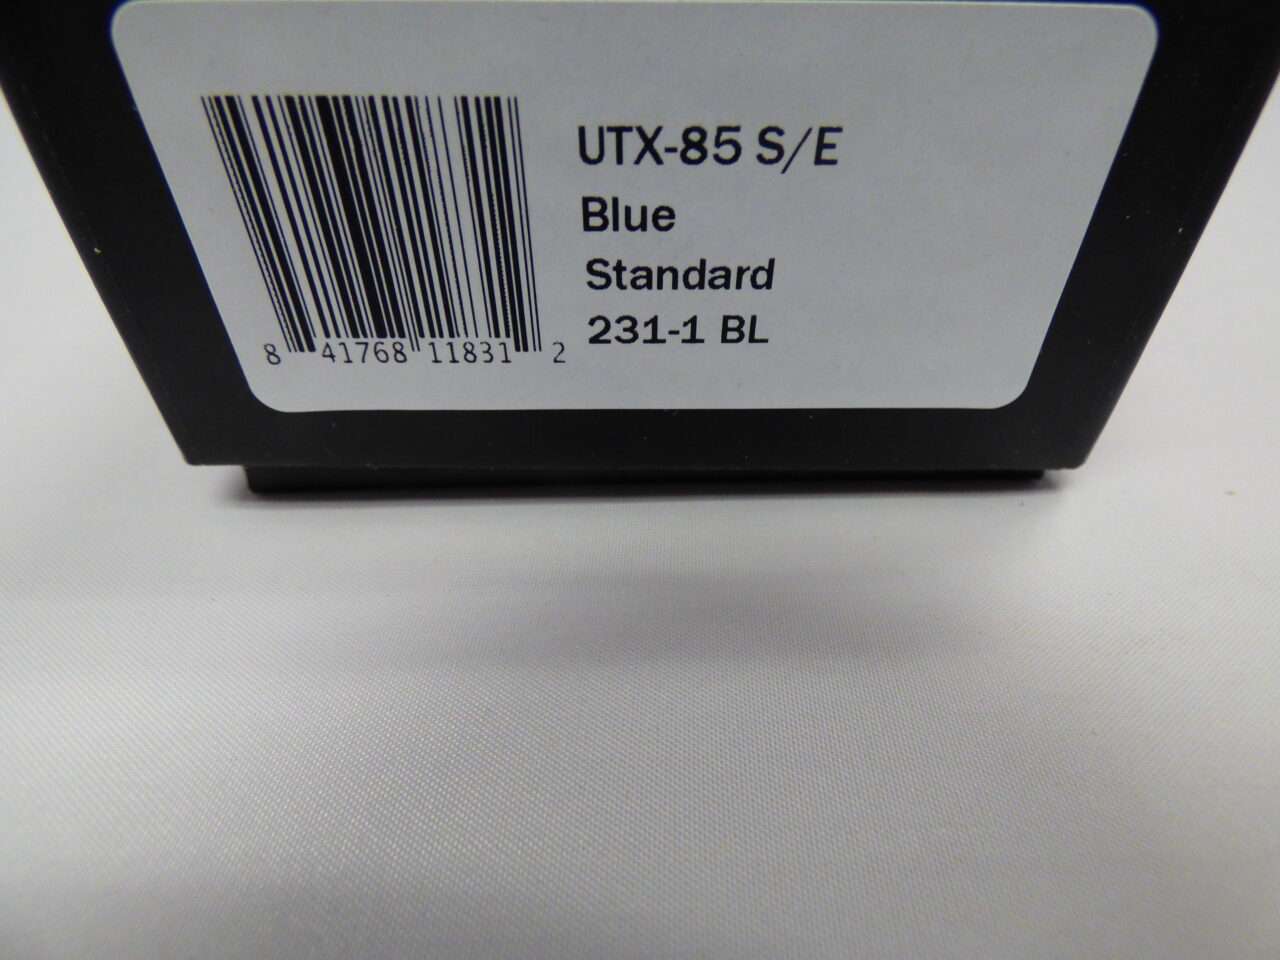 UTX-85 S/E
Blue
Standard
231-1 BL
8 41768 11831 2